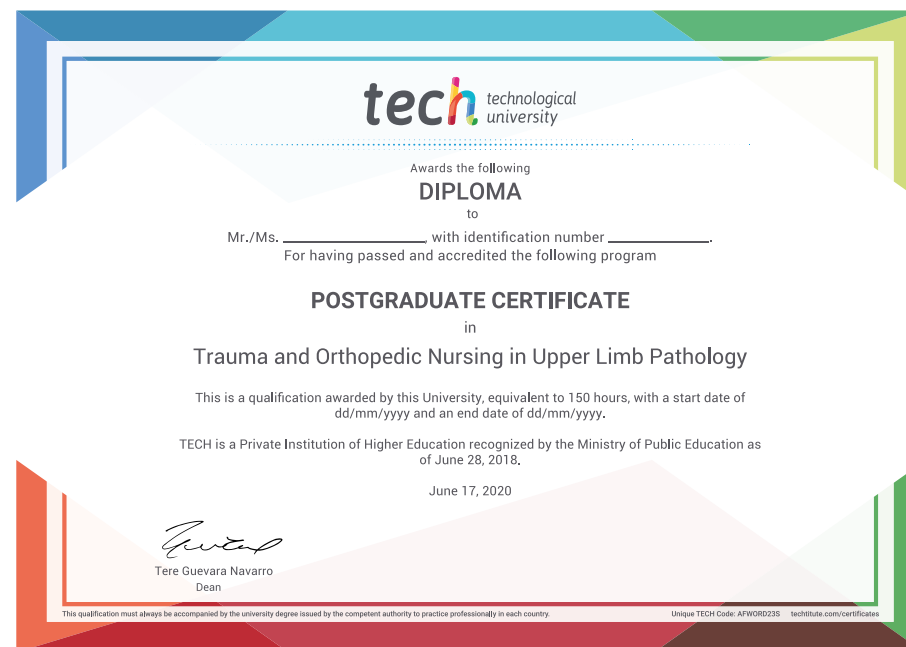 tech technological
university
Awards the following
DIPLOMA
to
Mr./Ms. ____________________, with identification number ______________.
For having passed and accredited the following program
POSTGRADUATE CERTIFICATE
in
Trauma and Orthopedic Nursing in Upper Limb Pathology
This is a qualification awarded by this University, equivalent to 150 hours, with a start date of
dd/mm/yyyy and an end date of dd/mm/yyyy.
TECH is a Private Institution of Higher Education recognized by the Ministry of Public Education as
of June 28, 2018.
June 17, 2020
Tere Guevara Navarro
Dean
This qualification must always be accompanied by the university degree issued by the competent authority to practice professionally in each country. Unique TECH Code: AFWORD23S techtitute.com/certificates